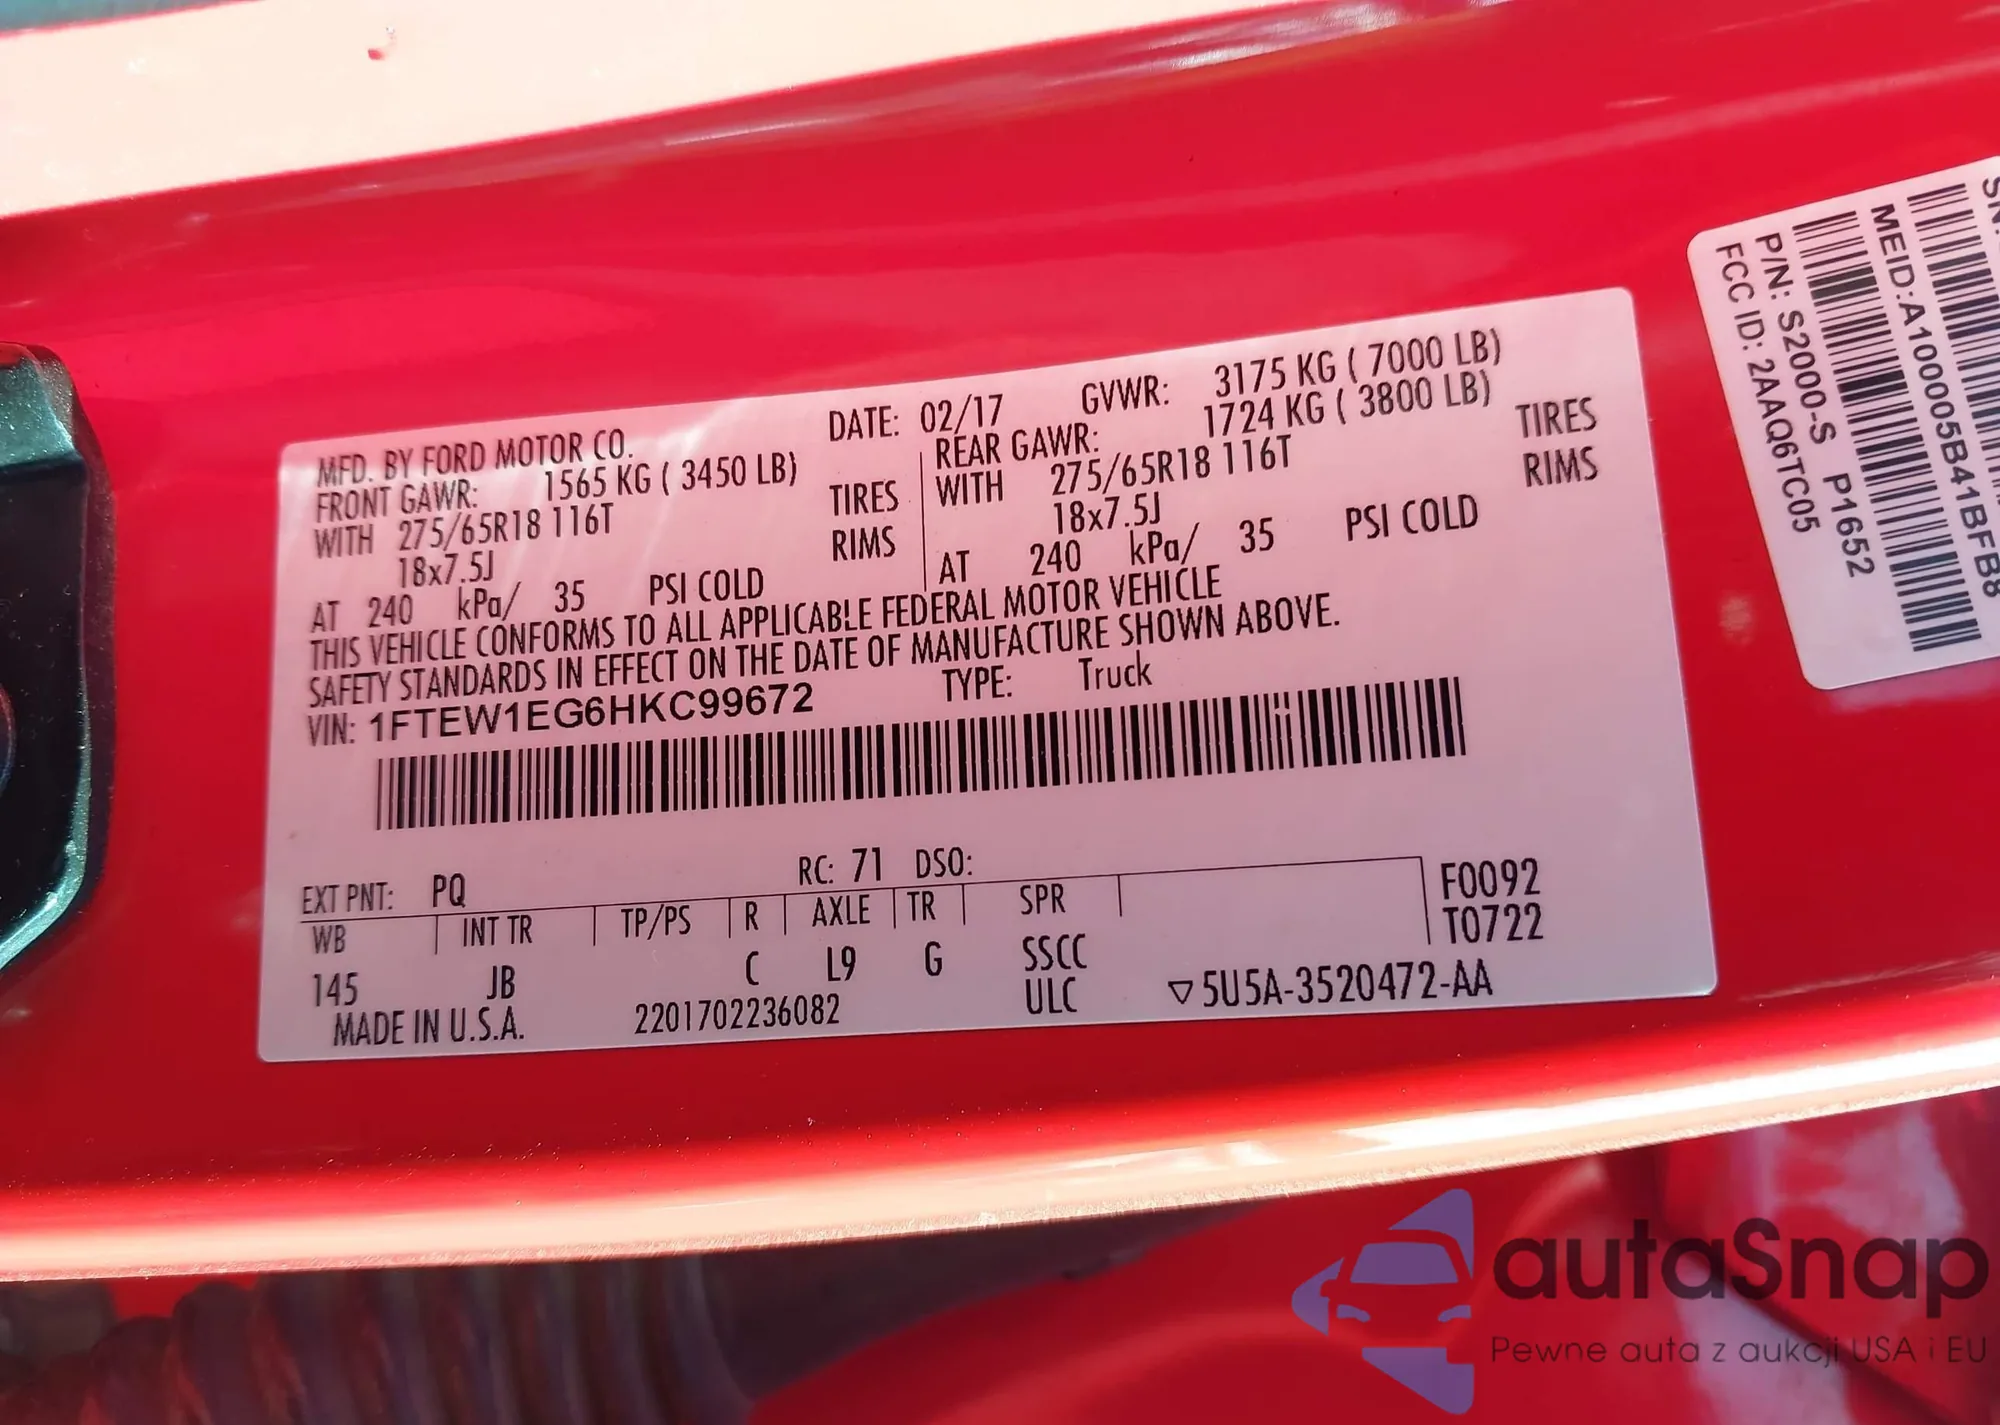 MFD. BY FORD MOTOR CO.
DATE: 02/17
GVWR: 3175 KG ( 7000 LB)
FRONT GAWR: 1565 KG ( 3450 LB)
WITH 275/65R18 116T TIRES
18x7.5J RIMS
AT 240 kPa/ 35 PSI COLD
REAR GAWR: 1724 KG ( 3800 LB)
WITH 275/65R18 116T TIRES
18x7.5J RIMS
AT 240 kPa/ 35 PSI COLD
THIS VEHICLE CONFORMS TO ALL APPLICABLE FEDERAL MOTOR VEHICLE
SAFETY STANDARDS IN EFFECT ON THE DATE OF MANUFACTURE SHOWN ABOVE.
VIN: 1FTEW1EG6HKC99672
TYPE: Truck
EXT PNT: PQ RC: 71 DSO:
WB INT TR TP/PS R AXLE TR SPR
145 JB C L9 G SSCC
F0092
T0722
MADE IN U.S.A. 2201702236082 ULC ▽5U5A-3520472-AA
MEID:A100005B41BFB8
P/N: S2000-S P1652
FCC ID: 2AAQ6TC05
autaSnap
Pewne auta z aukcji USA i EU